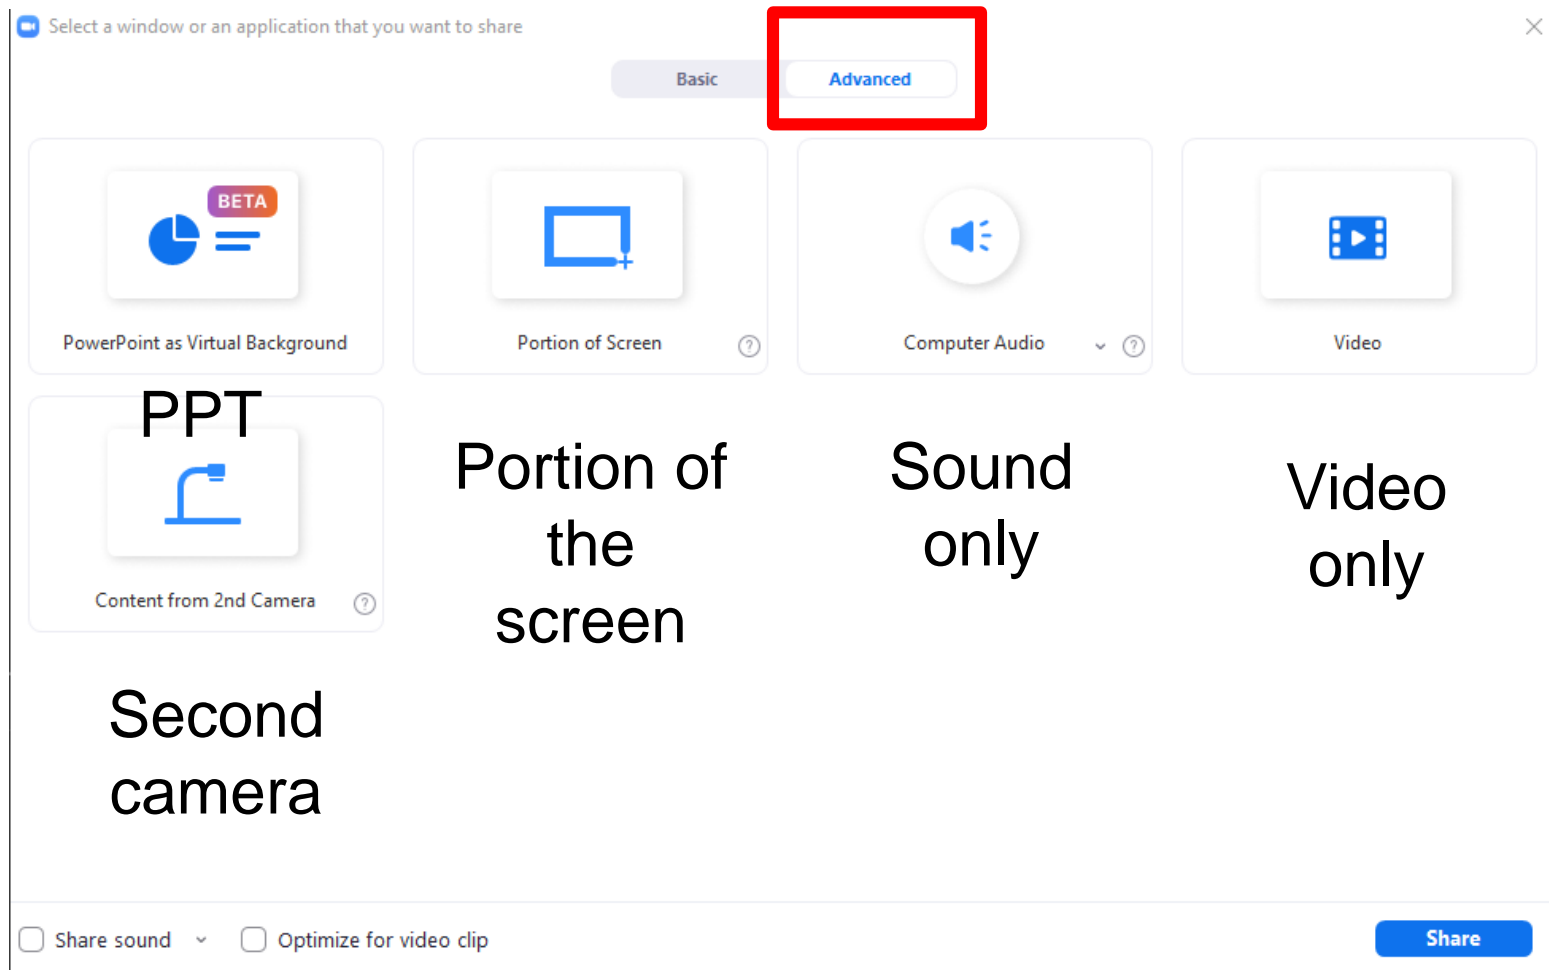 Select a window or an application that you want to share
Basic
Advanced
BETA
PowerPoint as Virtual Background
Portion of Screen
?
Computer Audio
?
Video
PPT
Portion of
the
screen
Sound
only
Video
only
Content from 2nd Camera
?
Second
camera
Share sound
Optimize for video clip
Share